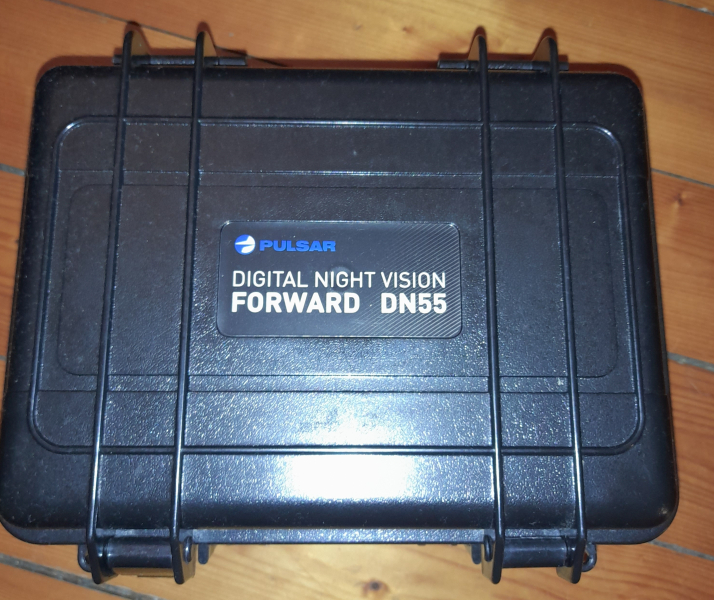 PULSAR
DIGITAL NIGHT VISION
FORWARD DN55